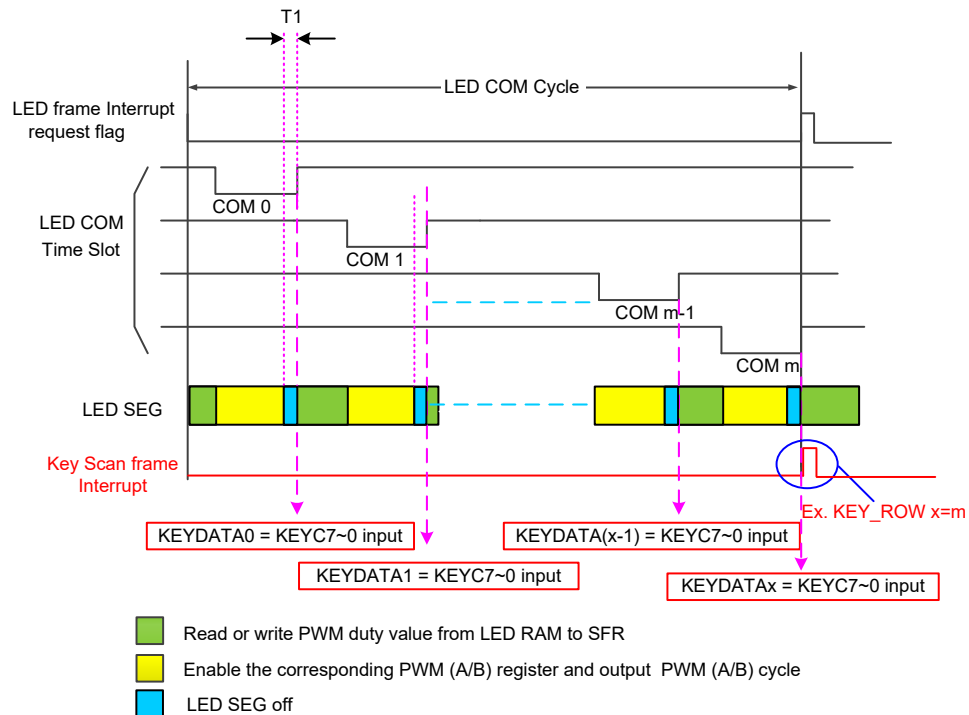 T1
LED COM Cycle
LED frame Interrupt
request flag
COM 0
LED COM
Time Slot
COM 1
COM m-1
COM m
LED SEG
Key Scan frame
Interrupt
Ex. KEY_ROW x=m
KEYDATA0 = KEYC7~0 input
KEYDATA(x-1) = KEYC7~0 input
KEYDATA1 = KEYC7~0 input
KEYDATAx = KEYC7~0 input
Read or write PWM duty value from LED RAM to SFR
Enable the corresponding PWM (A/B) register and output PWM (A/B) cycle
LED SEG off